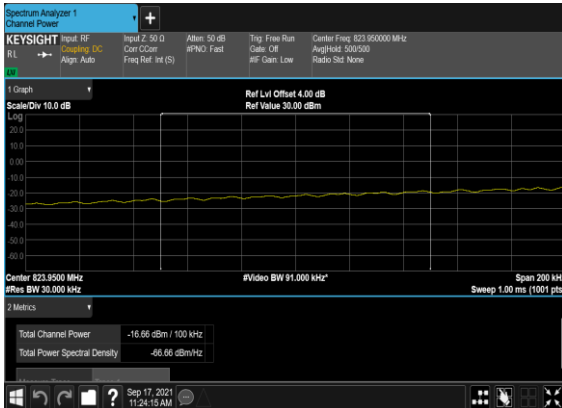 Spectrum Analyzer 1
Channel Power
+
KEYSIGHT Input: RF Input Z: 50 Ω Atten: 50 dB Trig: Free Run Center Freq: 823.950000 MHz
RL Coupling: DC Corr CCorr #PNO: Fast Gate: Off Avg|Hold: 500/500
Align: Auto Freq Ref: Int (S) #IF Gain: Low Radio Std: None
1 Graph
Ref Lvl Offset 4.00 dB
Scale/Div 10.0 dB Ref Value 30.00 dBm
Log
20.0
10.0
0.00
-10.0
-20.0
-30.0
-40.0
-50.0
-60.0
Center 823.9500 MHz #Video BW 91.000 kHz* Span 200 kH
#Res BW 30.000 kHz Sweep 1.00 ms (1001 pts
2 Metrics
Total Channel Power -16.66 dBm / 100 kHz
Total Power Spectral Density -66.66 dBm/Hz
? Sep 17, 2021
11:24:15 AM